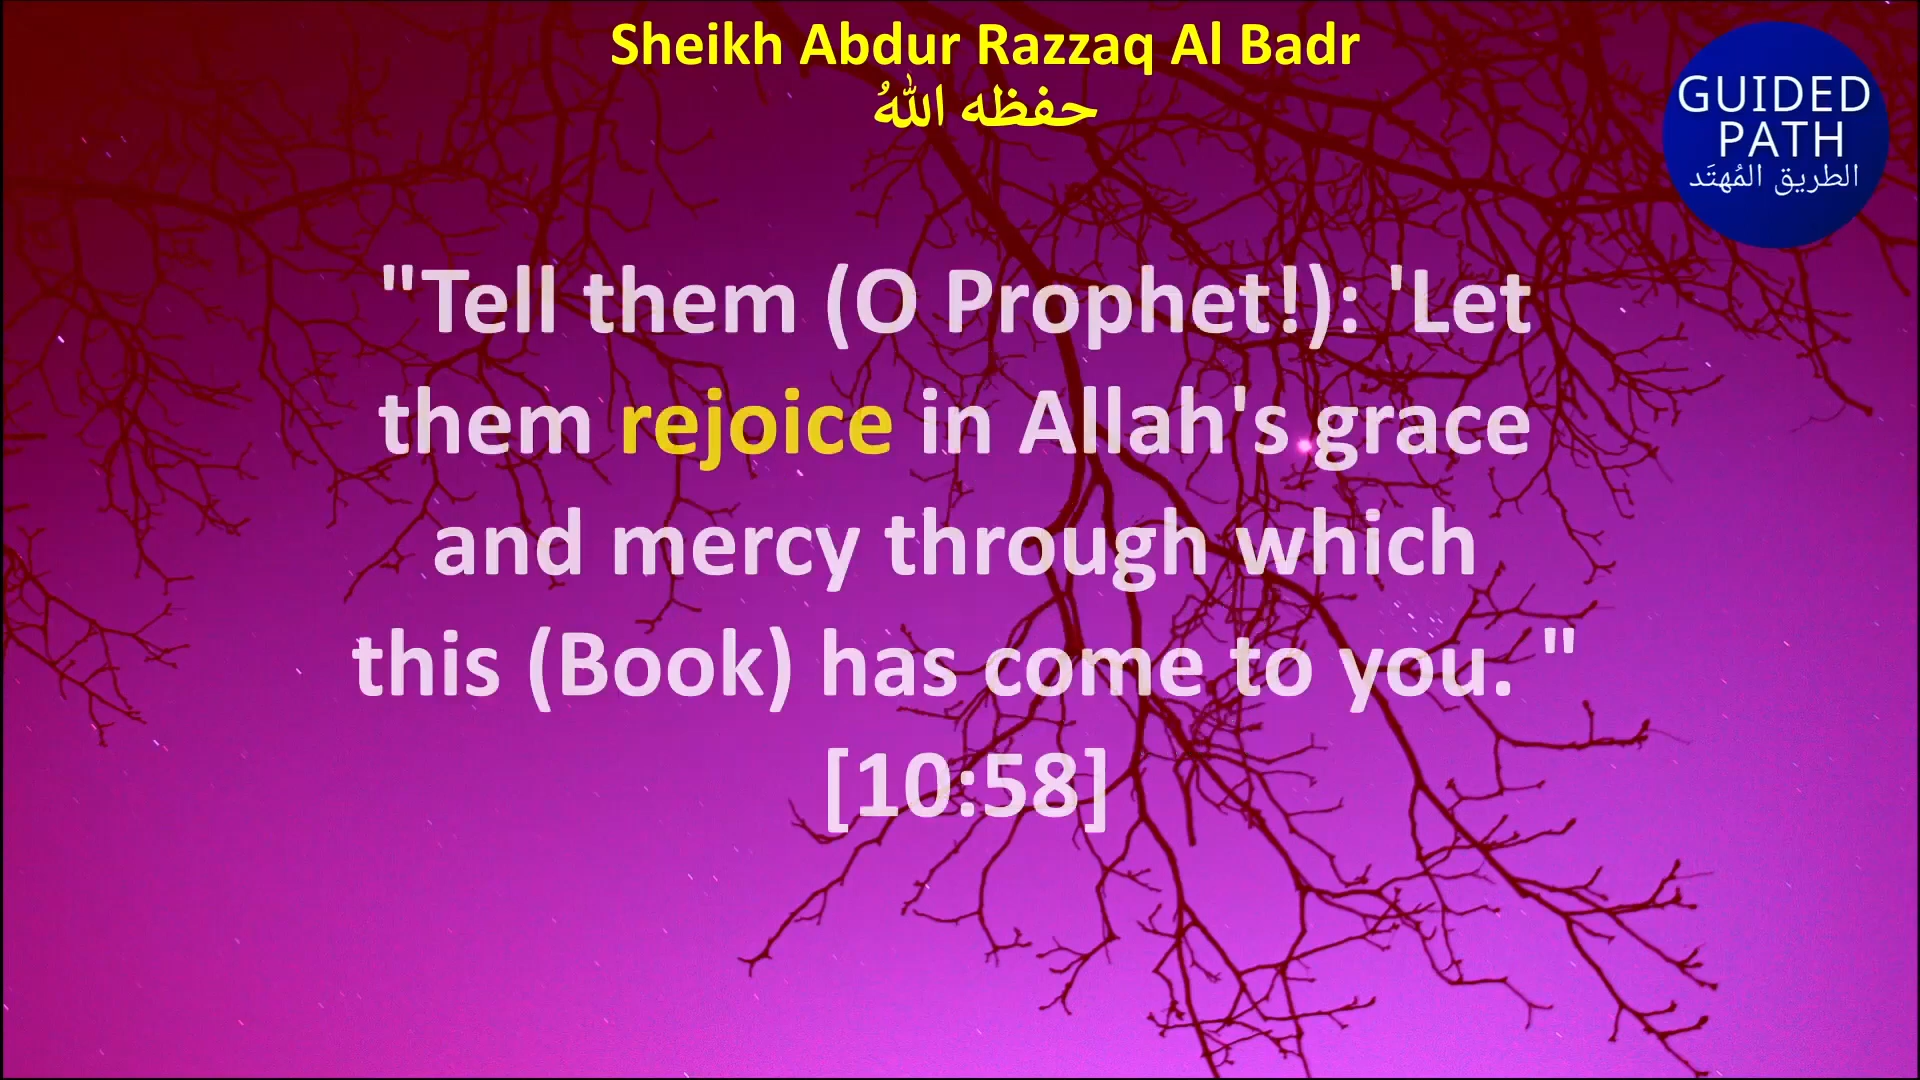 Sheikh Abdur Razzaq Al Badr
حفظه اللهُ
GUIDED
PATH
الطريق المُهتَد
"Tell them (O Prophet!): 'Let
them rejoice in Allah's grace
and mercy through which
this (Book) has come to you. "
[10:58]